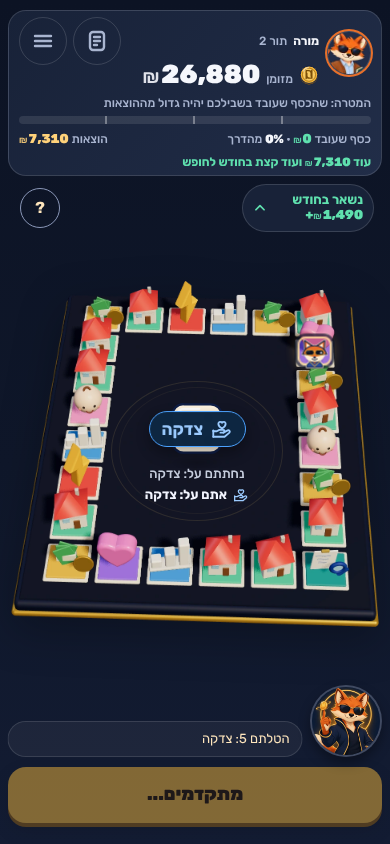 מורה תור 2
מזומן 26,880₪
המטרה: שהכסף שעובד בשבילכם יהיה גדול מההוצאות
כסף שעובד 0₪ • 0% מהדרך
הוצאות 7,310₪
עוד 7,310₪ ועוד קצת בחודש לחופש
נשאר בחודש
+1,490₪
?
צדקה
נחתתם על: צדקה
אתם על: צדקה
הטלתם 5: צדקה
מתקדמים...